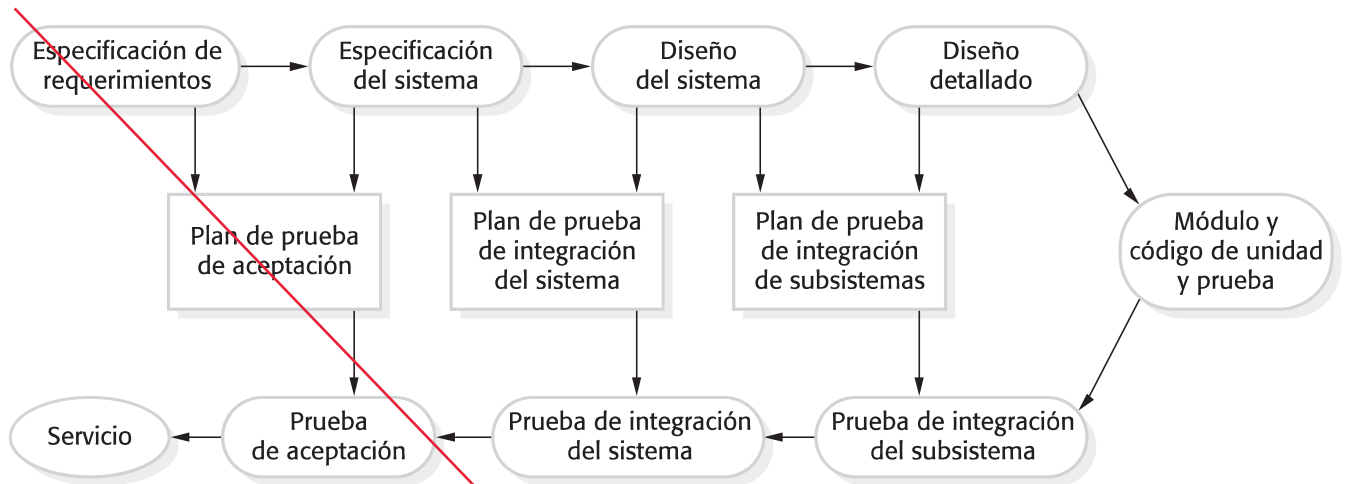 Especificación de
requerimientos
Especificación
del sistema
Diseño
del sistema
Diseño
detallado
Plan de prueba
de aceptación
Plan de prueba
de integración
del sistema
Plan de prueba
de integración
de subsistemas
Módulo y
código de unidad
y prueba
Servicio
Prueba
de aceptación
Prueba de integración
del sistema
Prueba de integración
del subsistema